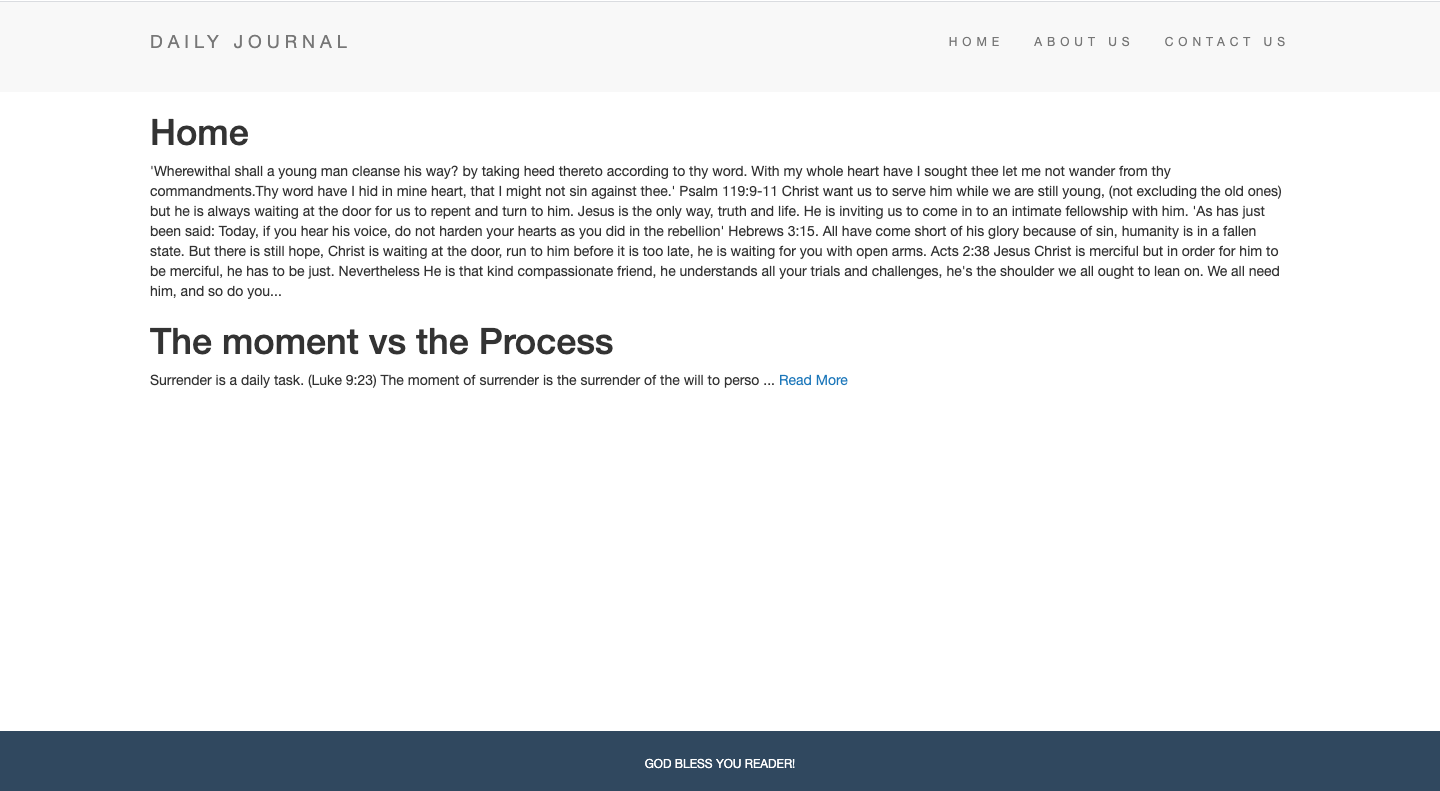 DAILY JOURNAL
HOME ABOUT US CONTACT US
Home
'Wherewithal shall a young man cleanse his way? by taking heed thereto according to thy word. With my whole heart have I sought thee let me not wander from thy
commandments.Thy word have I hid in mine heart, that I might not sin against thee.' Psalm 119:9-11 Christ want us to serve him while we are still young, (not excluding the old ones)
but he is always waiting at the door for us to repent and turn to him. Jesus is the only way, truth and life. He is inviting us to come in to an intimate fellowship with him. 'As has just
been said: Today, if you hear his voice, do not harden your hearts as you did in the rebellion' Hebrews 3:15. All have come short of his glory because of sin, humanity is in a fallen
state. But there is still hope, Christ is waiting at the door, run to him before it is too late, he is waiting for you with open arms. Acts 2:38 Jesus Christ is merciful but in order for him to
be merciful, he has to be just. Nevertheless He is that kind compassionate friend, he understands all your trials and challenges, he's the shoulder we all ought to lean on. We all need
him, and so do you...
The moment vs the Process
Surrender is a daily task. (Luke 9:23) The moment of surrender is the surrender of the will to perso ... Read More
GOD BLESS YOU READER!